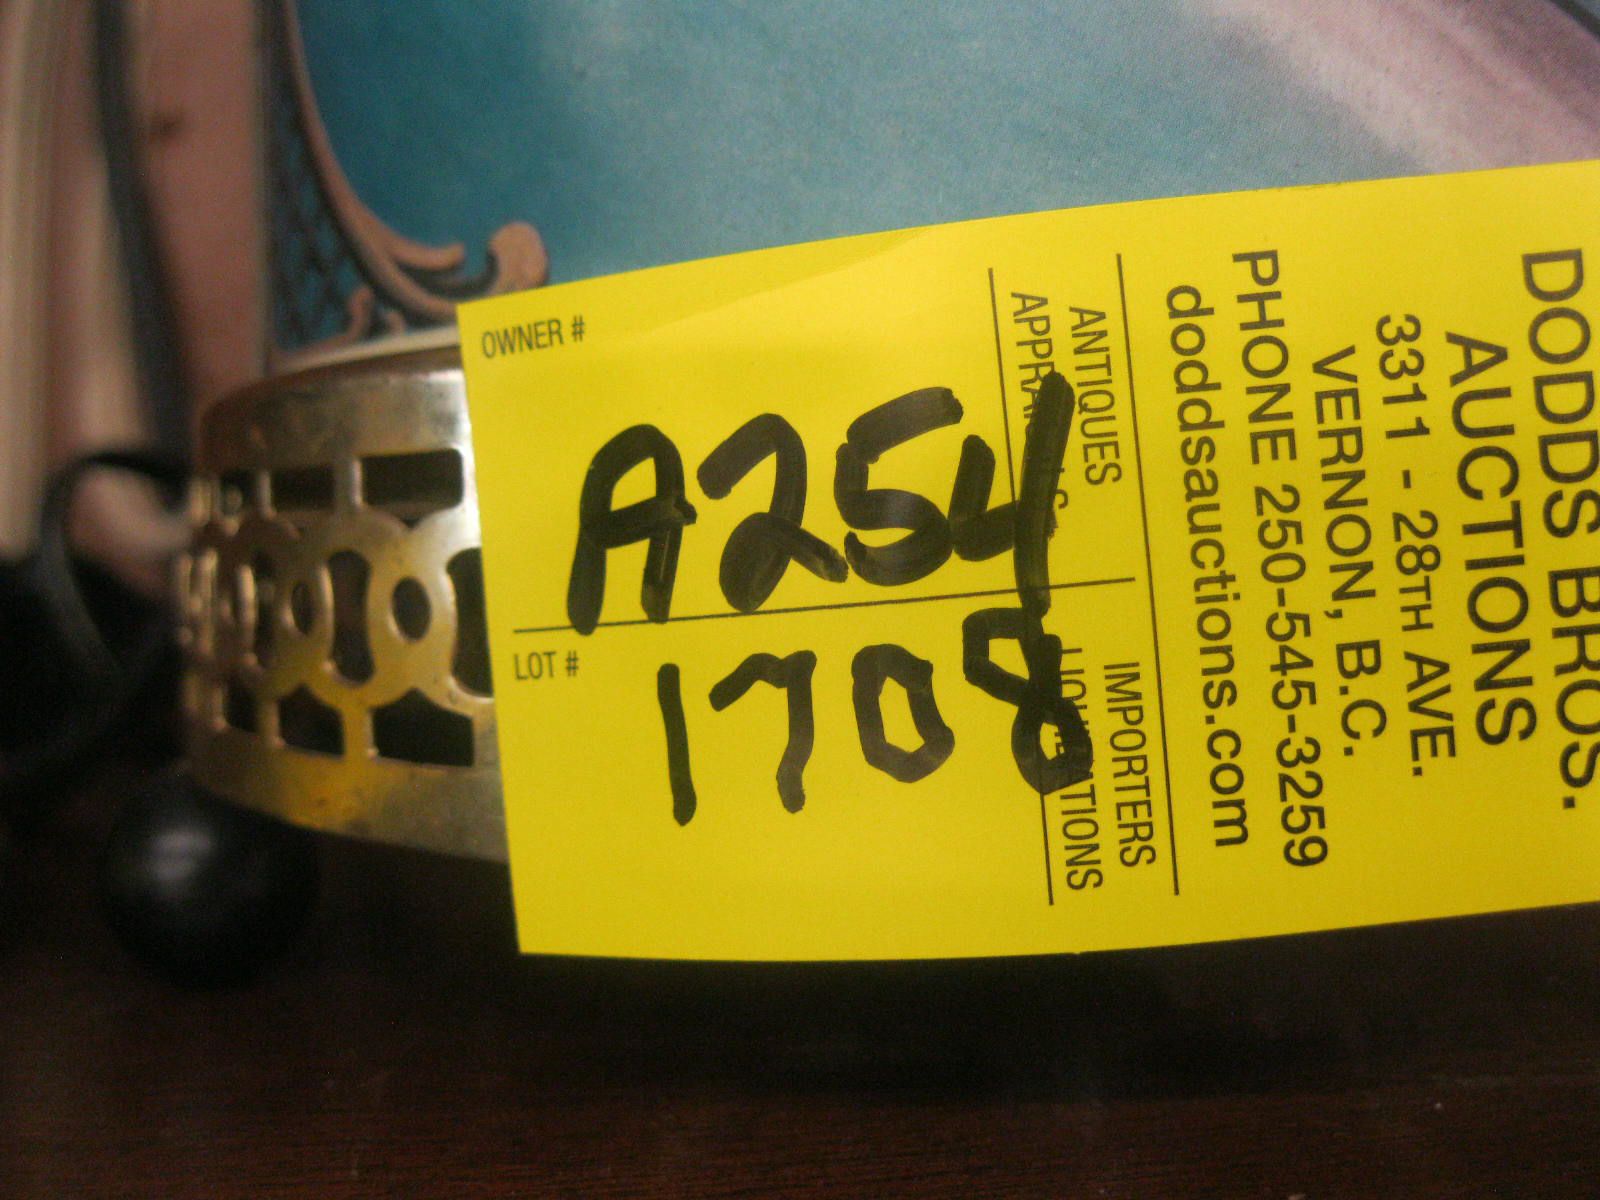 DODDS BROS.
AUCTIONS
3311 - 28TH AVE.
VERNON, B.C.
PHONE 250-545-3259
doddsauctions.com
ANTIQUES
IMPORTERS
OWNER #
A254
LOT #
1708